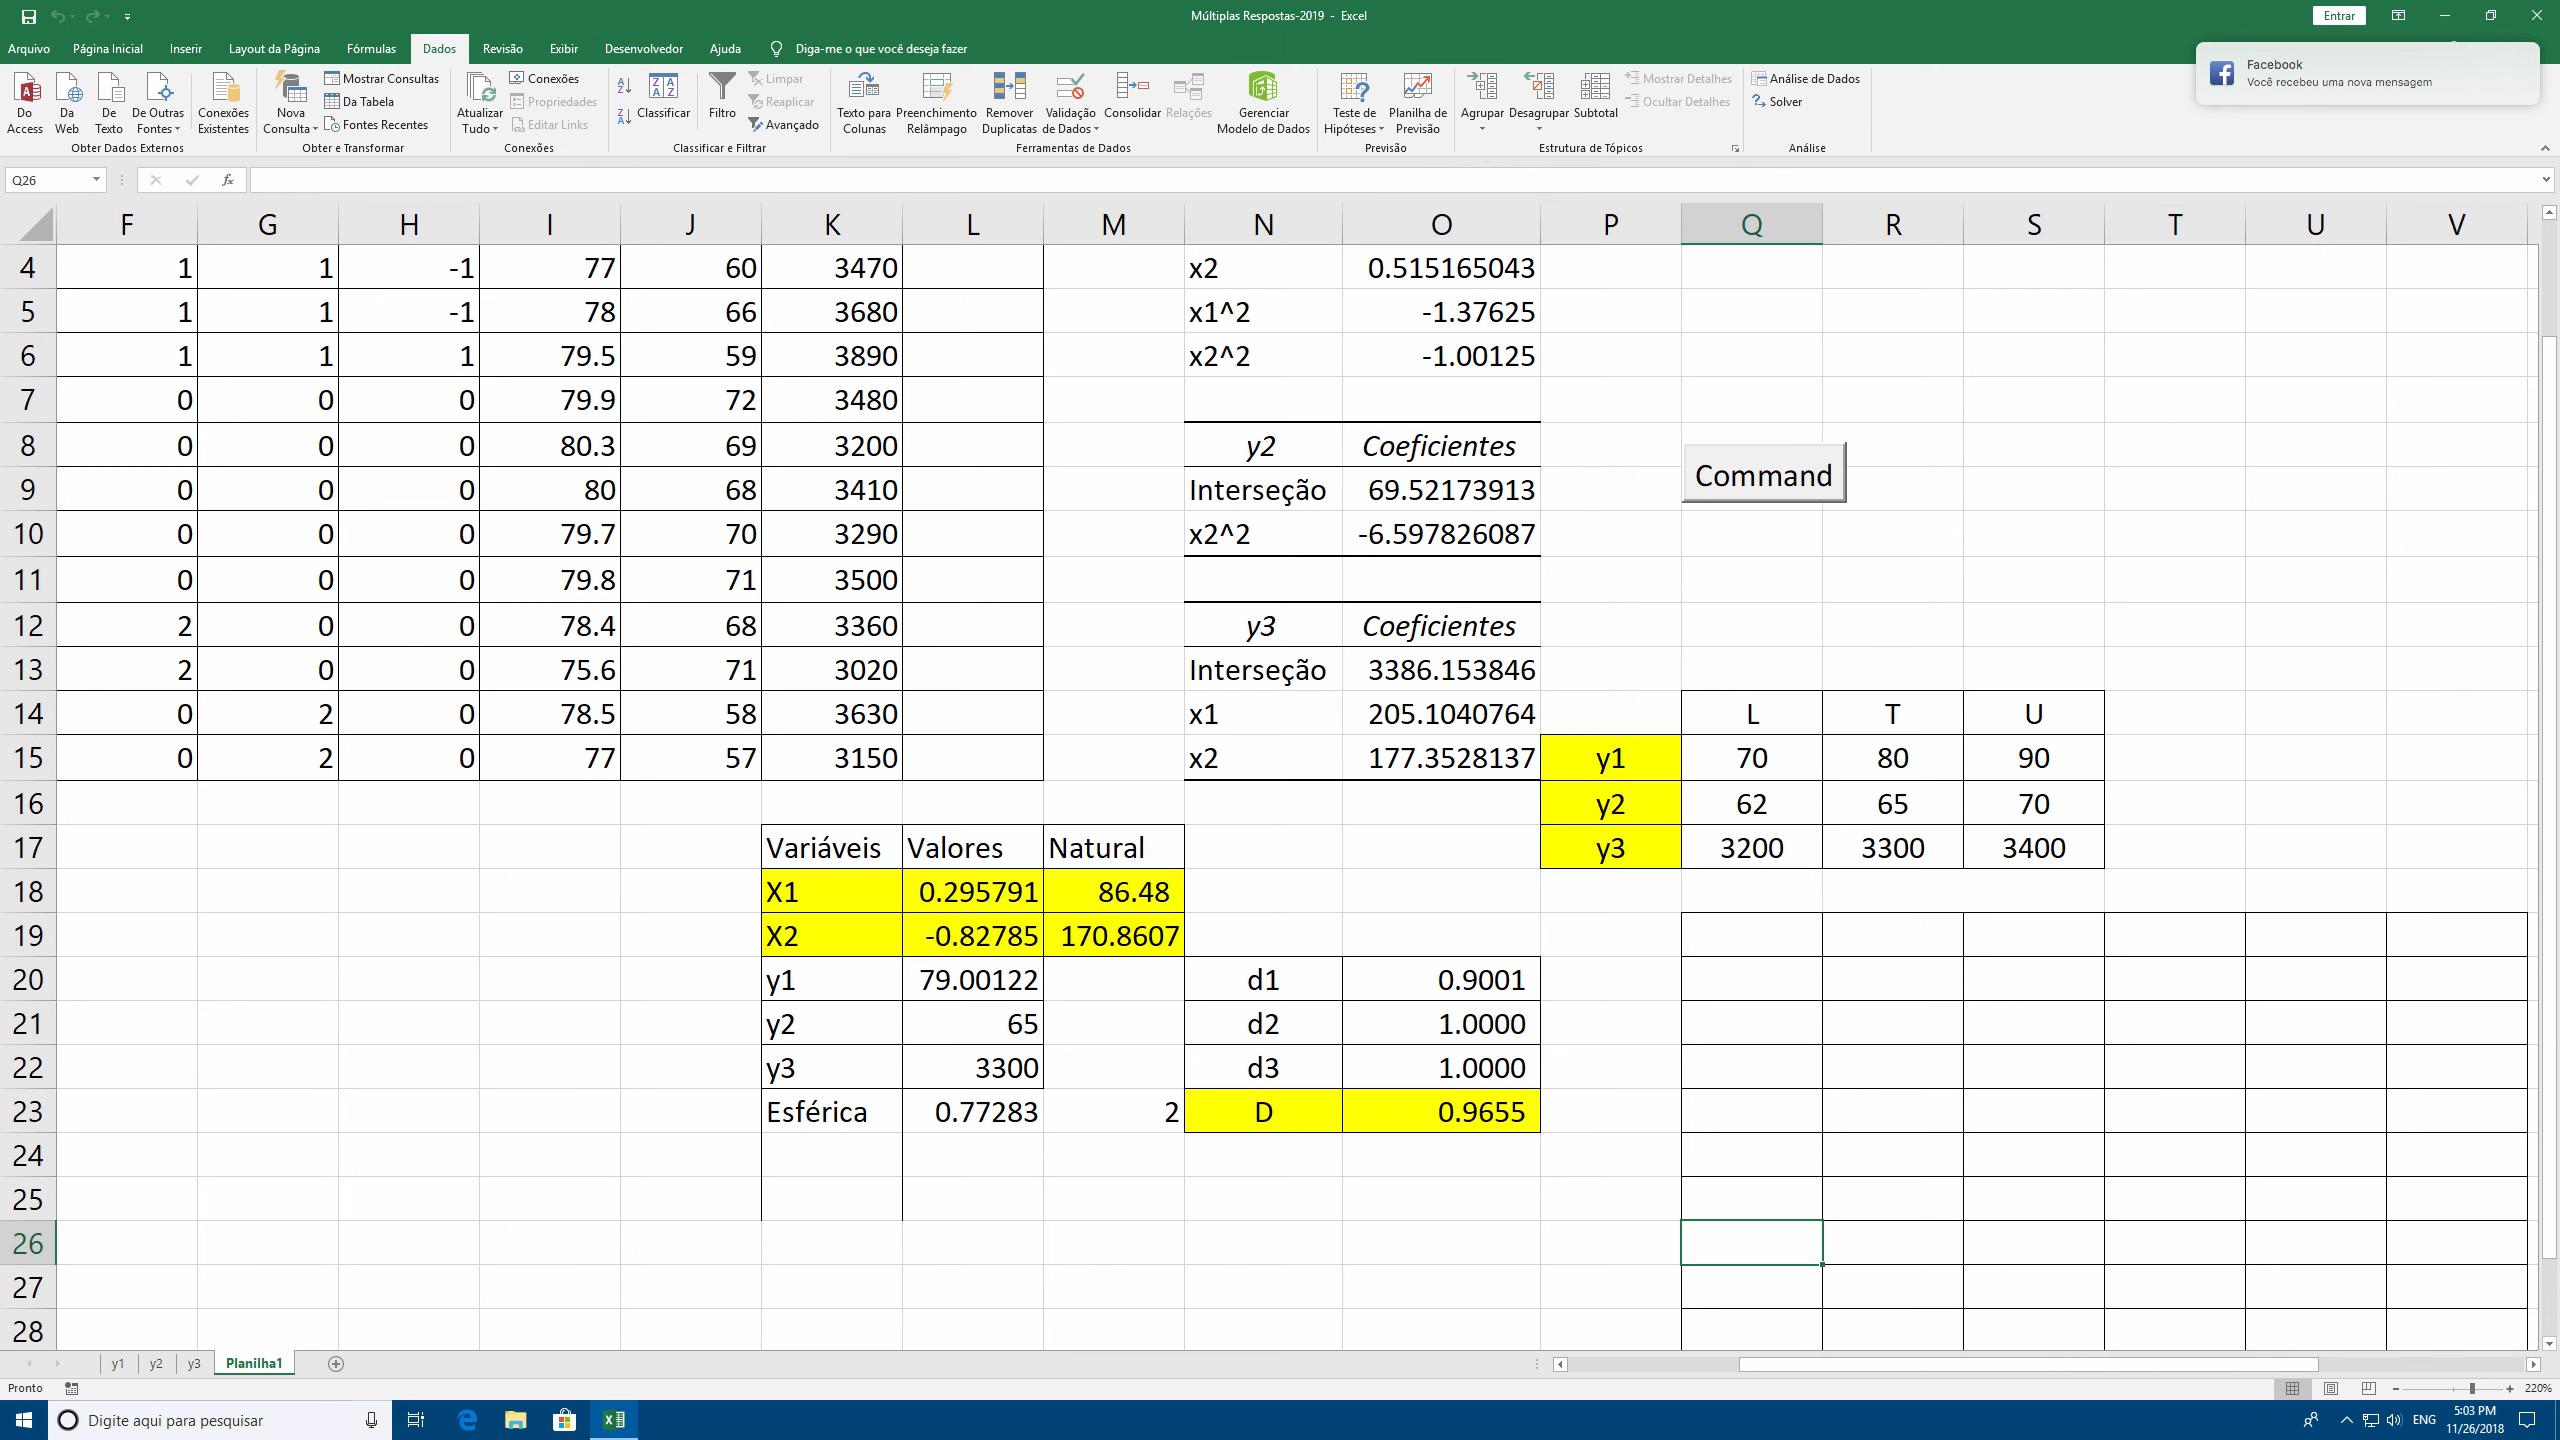 Múltiplas Respostas-2019 - Excel
Entrar
Arquivo Página Inicial Inserir Layout da Página Fórmulas Dados Revisão Exibir Desenvolvedor Ajuda Diga-me o que você deseja fazer
Facebook
Você recebeu uma nova mensagem
Do Access
Da Web
De Texto
De Outras Fontes
Conexões Existentes
Obter Dados Externos
Nova Consulta
Mostrar Consultas
Da Tabela
Fontes Recentes
Obter e Transformar
Atualizar Tudo
Conexões
Propriedades
Editar Links
Conexões
Classificar
Filtro
Limpar
Reaplicar
Avançado
Classificar e Filtrar
Texto para Colunas
Preenchimento Relâmpago
Remover Duplicatas
Validação de Dados
Consolidar
Relações
Gerenciar Modelo de Dados
Ferramentas de Dados
Teste de Hipóteses
Planilha de Previsão
Previsão
Agrupar
Desagrupar
Subtotal
Mostrar Detalhes
Ocultar Detalhes
Estrutura de Tópicos
Análise de Dados
Solver
Análise
Q26 fx
F G H I J K L M N O P Q R S T U V
4 1 1 -1 77 60 3470 x2 0.515165043
5 1 1 -1 78 66 3680 x1^2 -1.37625
6 1 1 1 79.5 59 3890 x2^2 -1.00125
7 0 0 0 79.9 72 3480
8 0 0 0 80.3 69 3200 y2 Coeficientes
Command
9 0 0 0 80 68 3410 Interseção 69.52173913
10 0 0 0 79.7 70 3290 x2^2 -6.597826087
11 0 0 0 79.8 71 3500
12 2 0 0 78.4 68 3360 y3 Coeficientes
13 2 0 0 75.6 71 3020 Interseção 3386.153846
14 0 2 0 78.5 58 3630 x1 205.1040764 L T U
15 0 2 0 77 57 3150 x2 177.3528137 y1 70 80 90
16 y2 62 65 70
17 Variáveis Valores Natural y3 3200 3300 3400
18 X1 0.295791 86.48
19 X2 -0.82785 170.8607
20 y1 79.00122 d1 0.9001
21 y2 65 d2 1.0000
22 y3 3300 d3 1.0000
23 Esférica 0.77283 2 D 0.9655
24
25
26
27
28
y1 y2 y3 Planilha1
Pronto 220%
Digite aqui para pesquisar
ENG
5:03 PM
11/26/2018